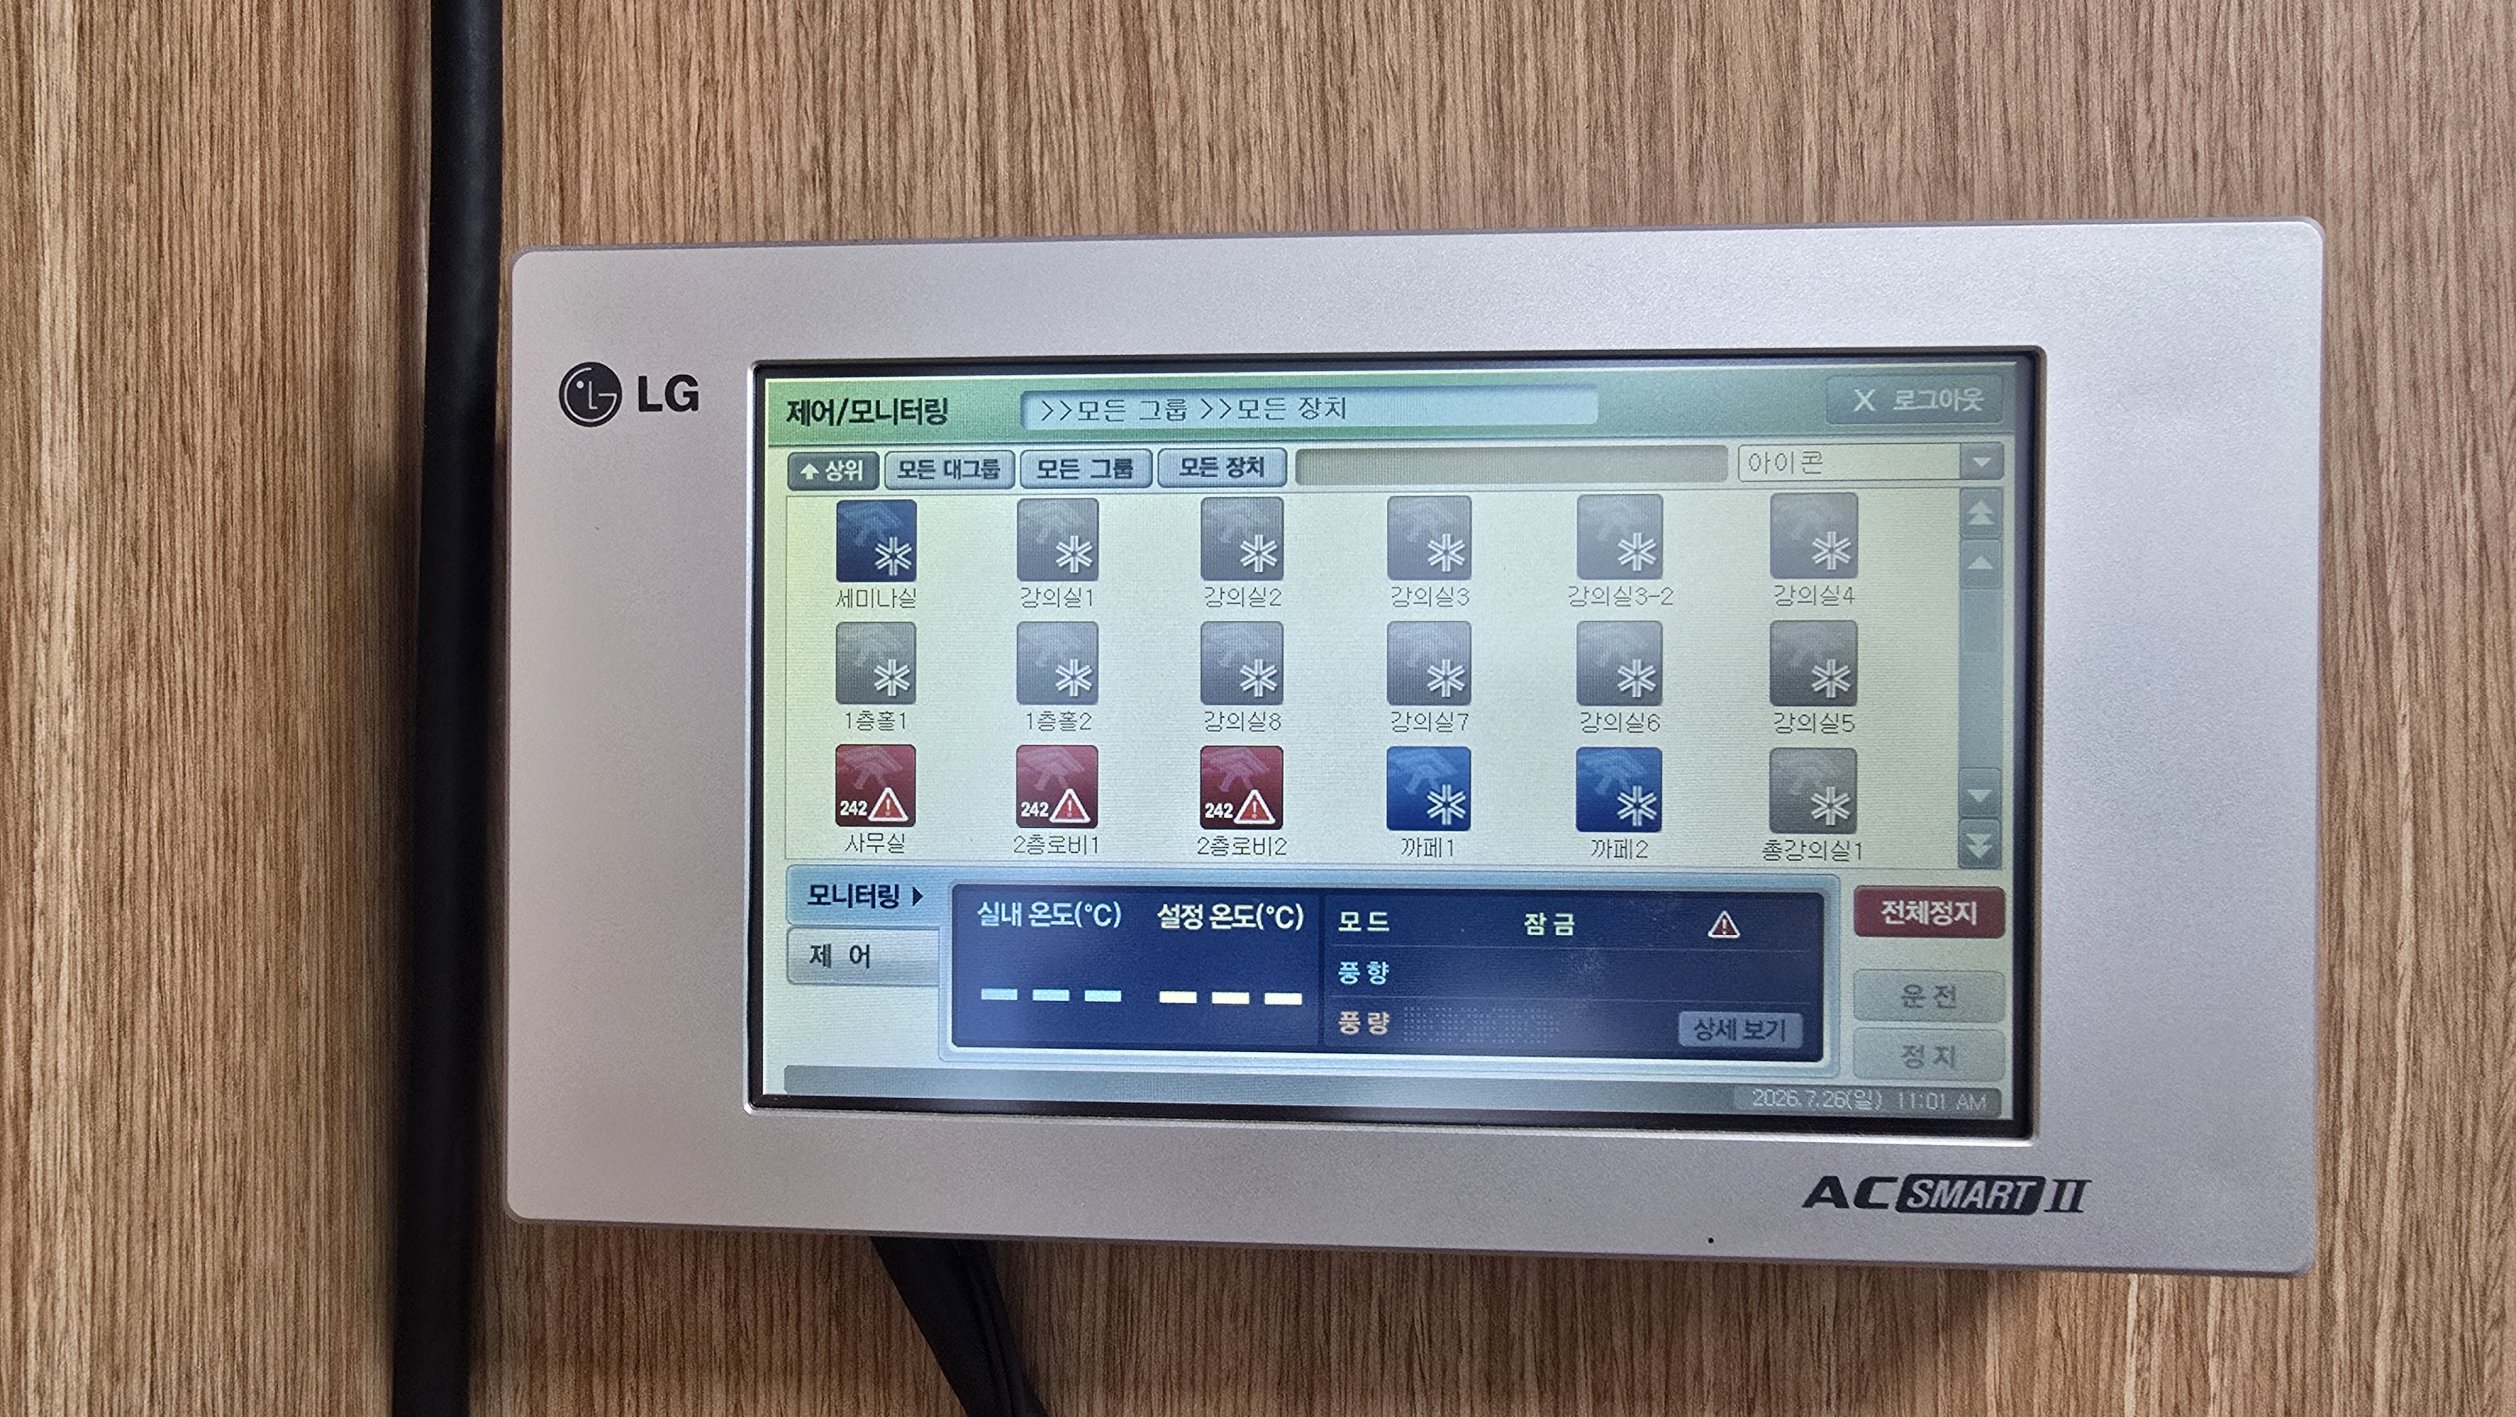 LG
제어/모니터링 >>모든 그룹 >>모든 장치 X 로그아웃
상위 모든 대그룹 모든 그룹 모든 장치 아이콘
세미나실 강의실1 강의실2 강의실3 강의실3-2 강의실4
1층홀1 1층홀2 강의실8 강의실7 강의실6 강의실5
242 242 242
사무실 2층로비1 2층로비2 까페1 까페2 총강의실1
모니터링 실내 온도(°C) 설정 온도(°C) 모드 잠금 전체정지
제 어 풍향 운 전
풍량 상세 보기 정 지
2026.7.26(일) 11:01 AM
AC SMART II